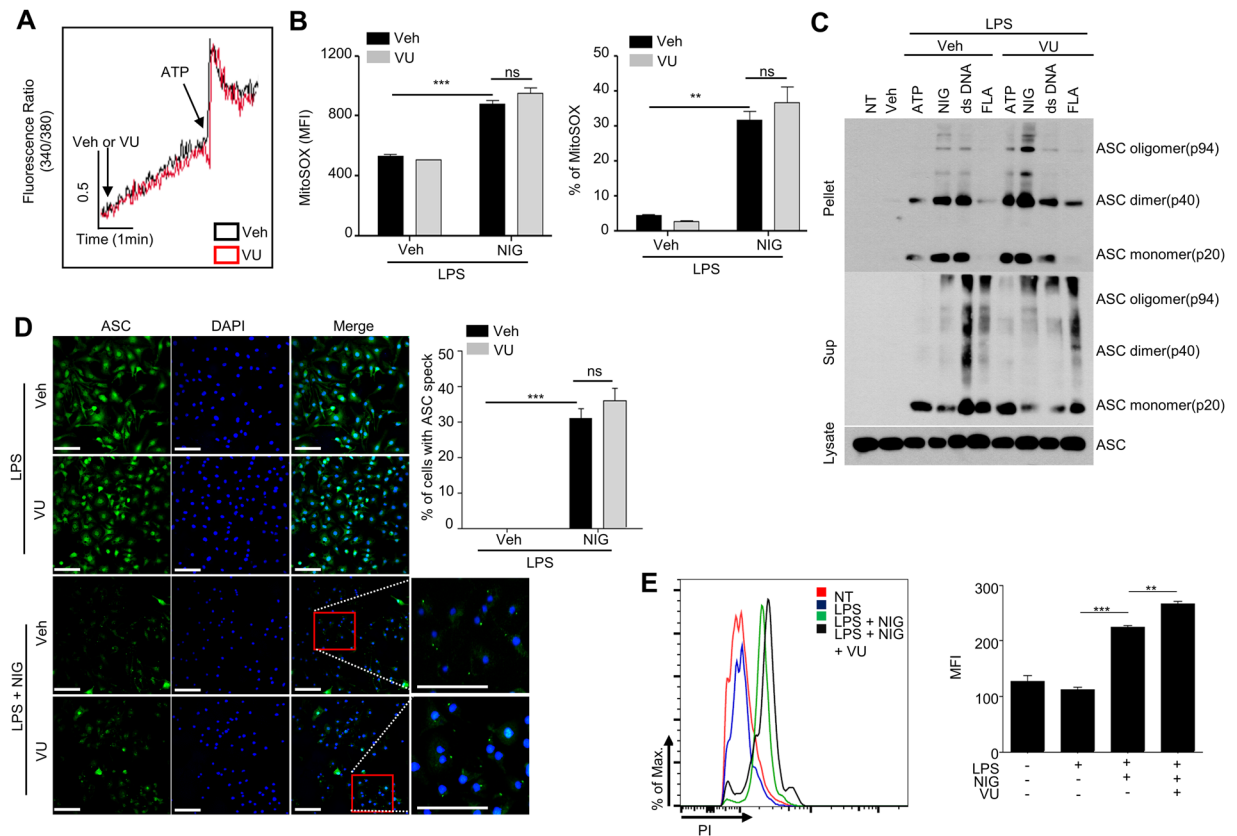 A
Fluorescence Ratio
(340/380)
ATP
Veh or VU
0.5
Time (1min)
Veh
VU
B
Veh
VU
MitoSOX (MFI)
1200
800
400
0
***
ns
Veh
NIG
LPS
Veh
VU
% of MitoSOX
50
40
30
20
10
0
**
ns
Veh
NIG
LPS
C
LPS
Veh
VU
NT
Veh
ATP
NIG
ds DNA
FLA
ATP
NIG
ds DNA
FLA
Pellet
ASC oligomer(p94)
ASC dimer(p40)
ASC monomer(p20)
Sup
ASC oligomer(p94)
ASC dimer(p40)
ASC monomer(p20)
Lysate
ASC
D
ASC
DAPI
Merge
LPS
Veh
VU
LPS + NIG
Veh
VU
Veh
VU
% of cells with ASC speck
50
40
30
20
10
0
***
ns
Veh
NIG
LPS
E
NT
LPS
LPS + NIG
LPS + NIG
+ VU
% of Max.
PI
MFI
300
200
100
0
***
**
LPS - + + +
NIG - - + +
VU - - - +